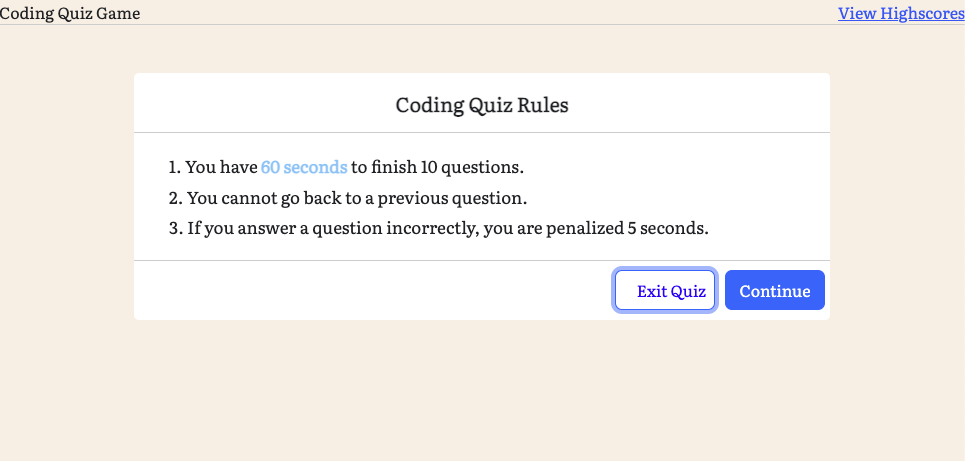 Coding Quiz Game
View Highscores
Coding Quiz Rules
1. You have 60 seconds to finish 10 questions.
2. You cannot go back to a previous question.
3. If you answer a question incorrectly, you are penalized 5 seconds.
Exit Quiz
Continue